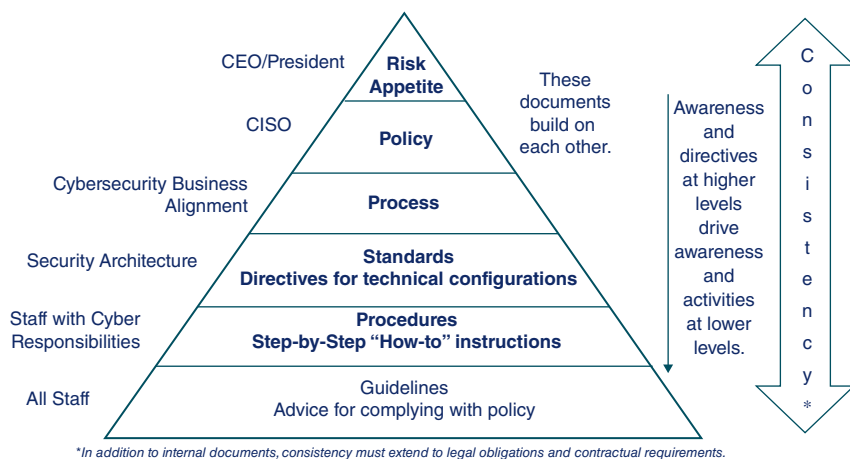 CEO/President
Risk
Appetite
CISO
Policy
These
documents
build on
each other.
Cybersecurity Business
Alignment
Process
Security Architecture
Standards
Directives for technical configurations
Staff with Cyber
Responsibilities
Procedures
Step-by-Step “How-to” instructions
All Staff
Guidelines
Advice for complying with policy
Awareness
and
directives
at higher
levels
drive
awareness
and
activities
at lower
levels.
Consistency*
*In addition to internal documents, consistency must extend to legal obligations and contractual requirements.